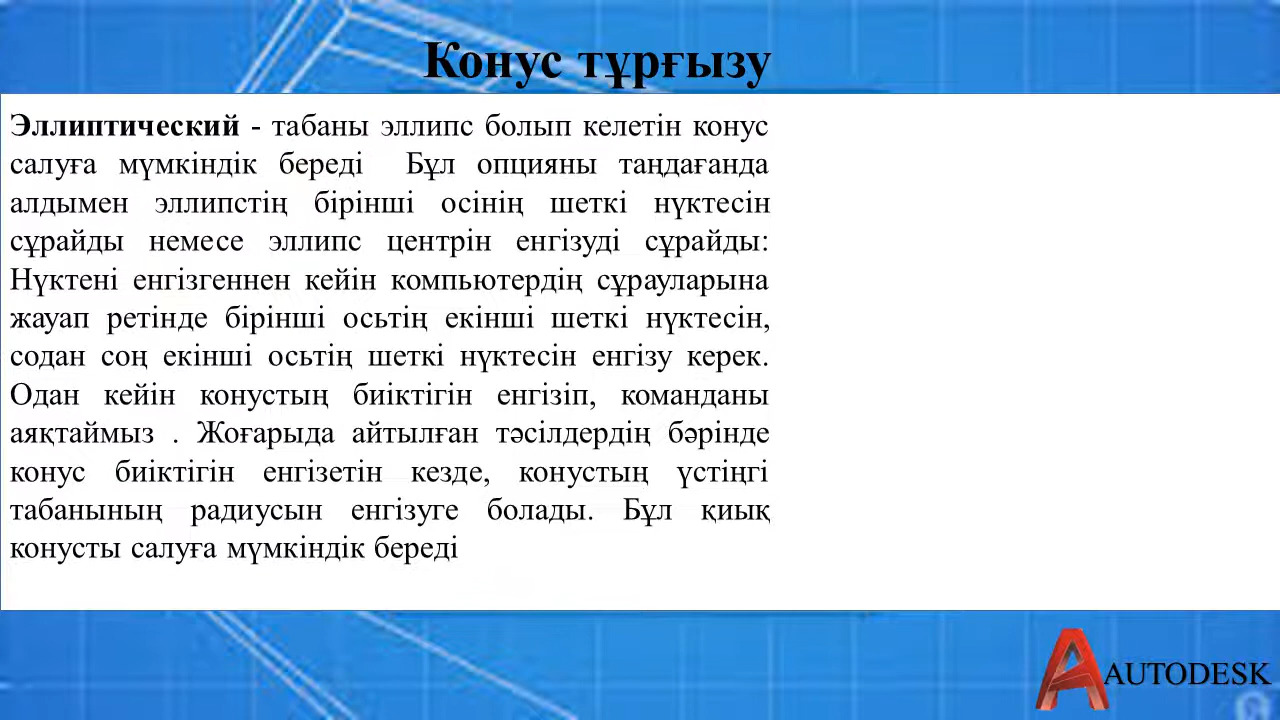 Конус тұрғызу
Эллиптический - табаны эллипс болып келетін конус
салуға мүмкіндік береді Бұл опцияны таңдағанда
алдымен эллипстің бірінші осінің шеткі нүктесін
сұрайды немесе эллипс центрін енгізуді сұрайды:
Нүктені енгізгеннен кейін компьютердің сұрауларына
жауап ретінде бірінші осьтің екінші шеткі нүктесін,
содан соң екінші осьтің шеткі нүктесін енгізу керек.
Одан кейін конустың биіктігін енгізіп, команданы
аяқтаймыз . Жоғарыда айтылған тәсілдердің бәрінде
конус биіктігін енгізетін кезде, конустың үстіңгі
табанының радиусын енгізуге болады. Бұл қиық
конусты салуға мүмкіндік береді
AUTODESK